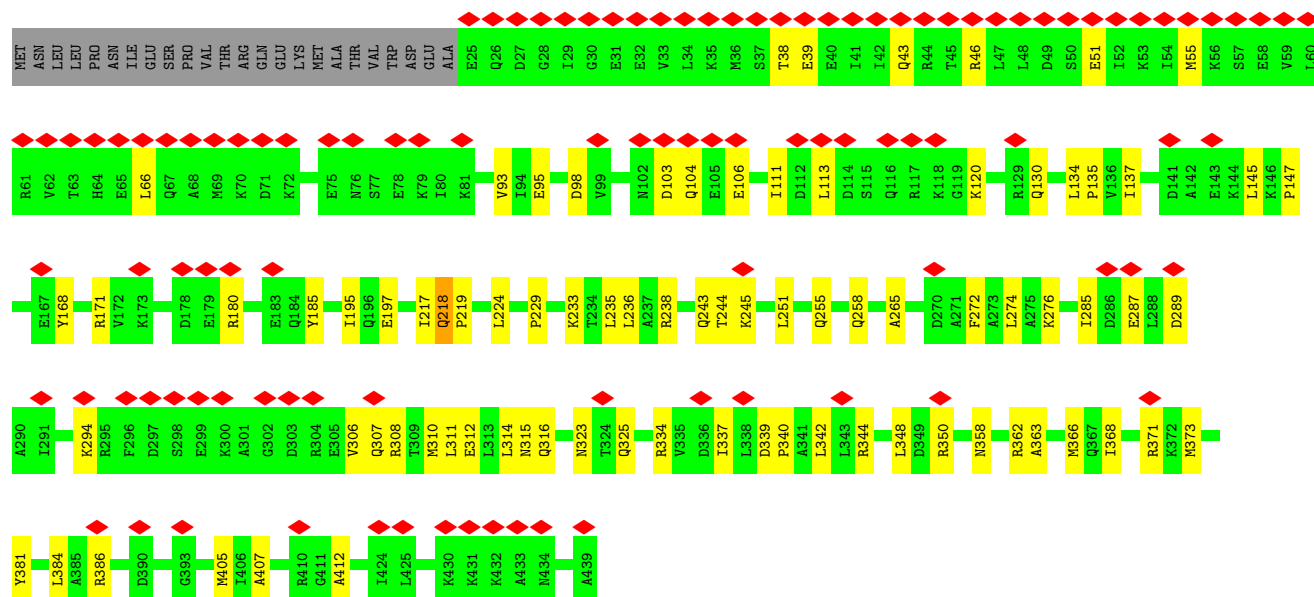 MET ASN LEU LEU PRO ASN ILE GLU SER PRO VAL THR ARG GLN GLU LYS MET ALA THR VAL TRP ASP GLU ALA E25 Q26 D27 G28 I29 G30 E31 E32 V33 L34 K35 M36 S37 T38 E39 E40 I41 I42 Q43 R44 T45 R46 L47 L48 D49 S50 E51 I52 K53 I54 M55 K56 S57 E58 V59 L60
R61 V62 T63 H64 E65 L66 Q67 A68 M69 K70 D71 K72 E75 N76 S77 E78 K79 I80 K81 V93 I94 E95 D98 V99 N102 D103 Q104 E105 E106 I111 D112 L113 D114 S115 Q116 R117 K118 G119 K120 R129 Q130 L134 P135 V136 I137 D141 A142 E143 K144 L145 K146 P147
E167 Y168 R171 V172 K173 D178 E179 R180 E183 Q184 Y185 I195 Q196 E197 I217 Q218 P219 L224 P229 K233 T234 L235 L236 A237 R238 Q243 T244 K245 L251 Q255 Q258 A265 D270 A271 F272 A273 L274 A275 K276 I285 D286 E287 L288 D289
A290 I291 K294 R295 F296 D297 S298 E299 K300 A301 G302 D303 R304 E305 V306 Q307 R308 T309 M310 L311 E312 L313 L314 N315 Q316 N323 T324 Q325 R334 V335 D336 I337 L338 D339 P340 A341 L342 L343 R344 L348 D349 R350 N358 R362 A363 M366 Q367 I368 R371 K372 M373
Y381 L384 A385 R386 D390 G393 M405 I406 A407 R410 G411 A412 I424 L425 K430 K431 K432 A433 N434 A439